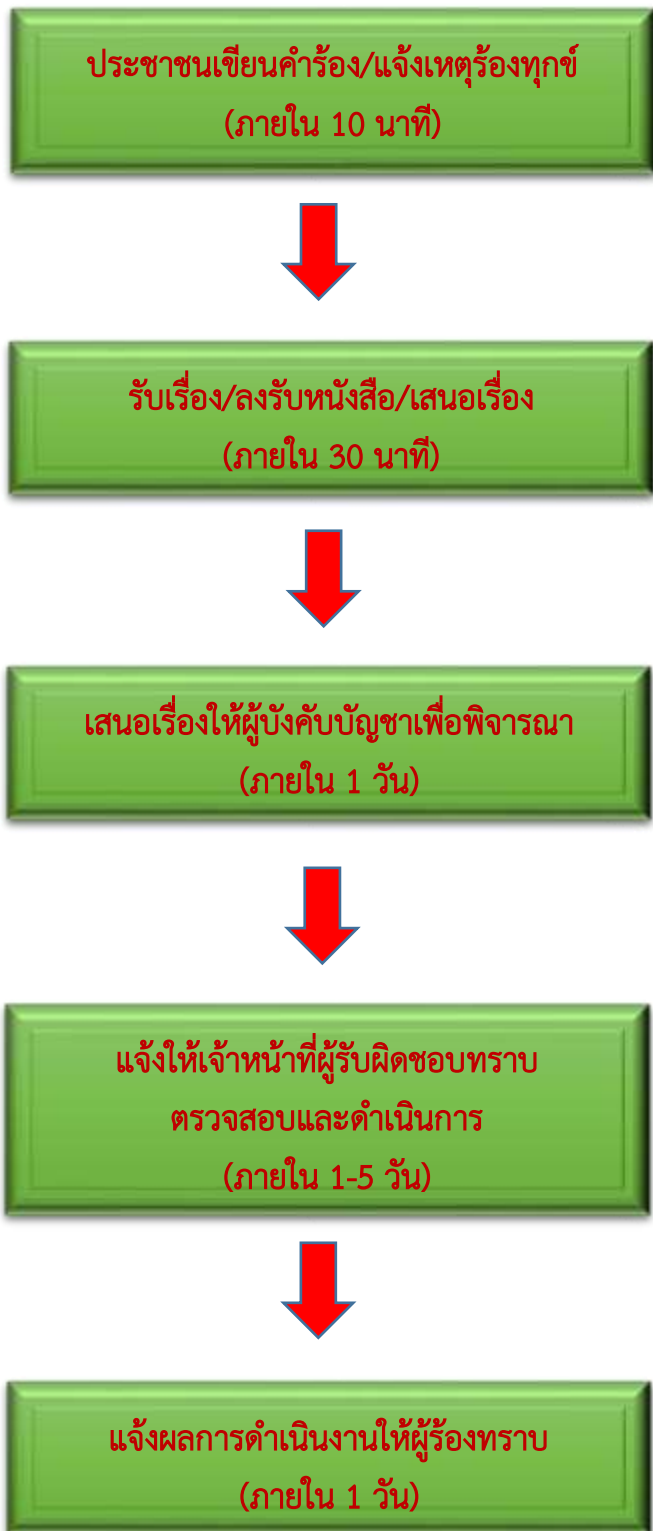 ประชาชนเขียนคำร้อง/แจ้งเหตุร้องทุกข์
(ภายใน 10 นาที)
รับเรื่อง/ลงรับหนังสือ/เสนอเรื่อง
(ภายใน 30 นาที)
เสนอเรื่องให้ผู้บังคับบัญชาเพื่อพิจารณา
(ภายใน 1 วัน)
แจ้งให้เจ้าหน้าที่ผู้รับผิดชอบทราบ
ตรวจสอบและดำเนินการ
(ภายใน 1-5 วัน)
แจ้งผลการดำเนินงานให้ผู้ร้องทราบ
(ภายใน 1 วัน)